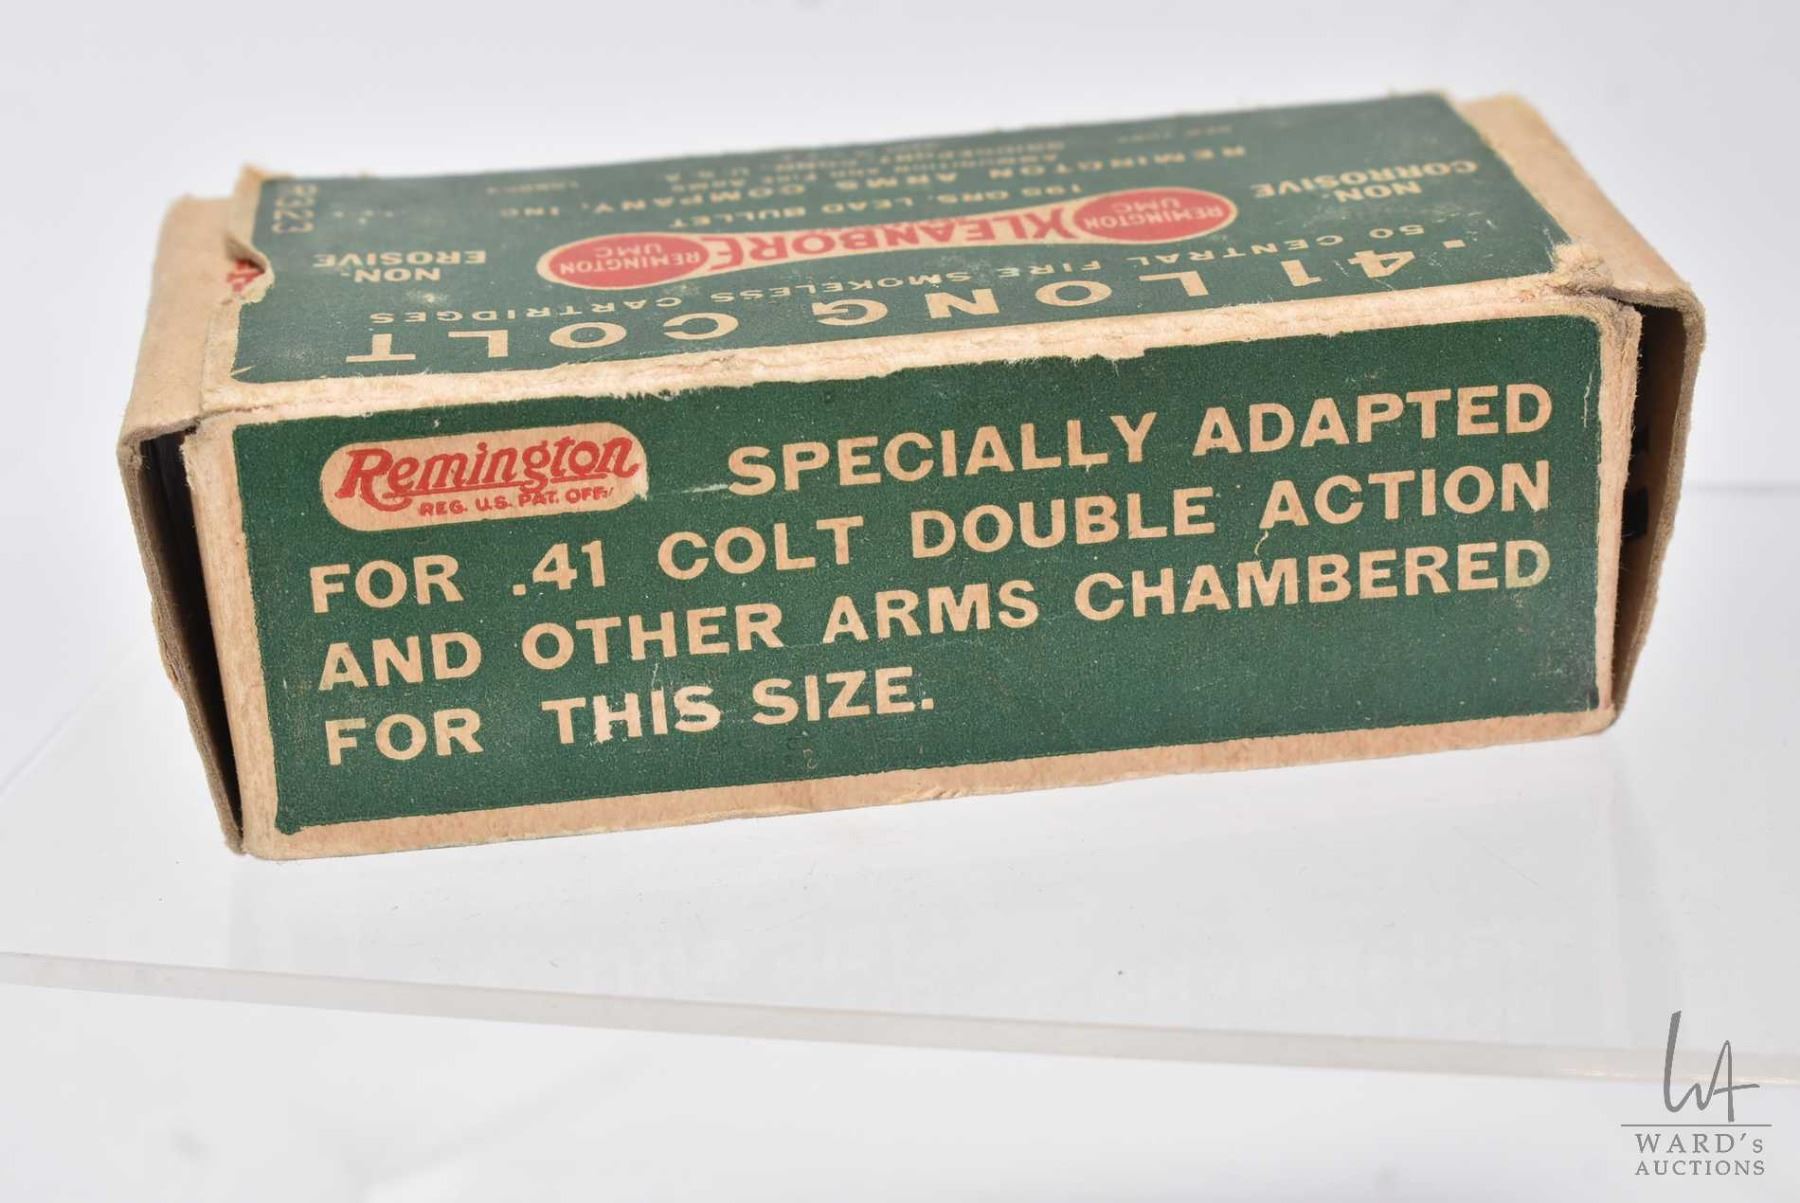 Remington
REG. U.S. PAT. OFF.
SPECIALLY ADAPTED
FOR .41 COLT DOUBLE ACTION
AND OTHER ARMS CHAMBERED
FOR THIS SIZE.
.41 LONG COLT
50 CENTRAL FIRE SMOKELESS CARTRIDGES
NON-
CORROSIVE
REMINGTON
UMC
KLEANBORE
REMINGTON
UMC
NON-
EROSIVE
195 GRS. LEAD BULLET
REMINGTON ARMS COMPANY, INC
R323
WARD's
AUCTIONS